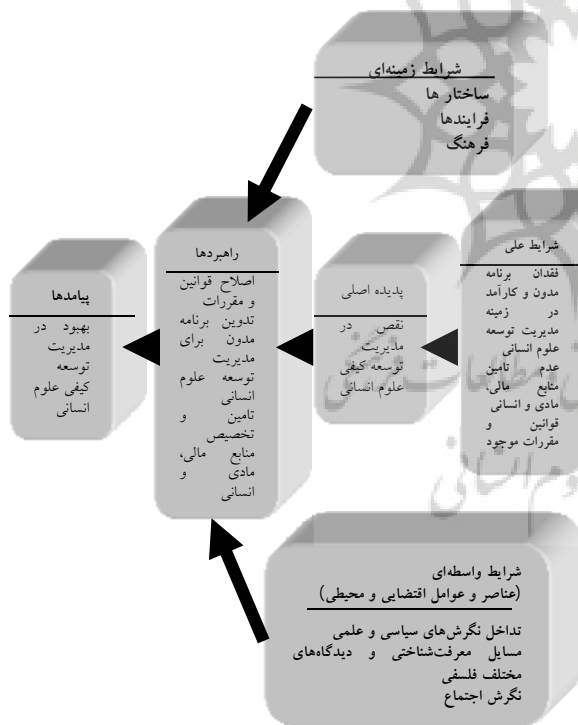 شرایط زمینه‌ای
ساختار ها
فرایندها
فرهنگ
شرایط علی
فقدان برنامه
مدون و کارآمد
در زمینه
مدیریت توسعه
علوم انسانی
عدم تامین
منابع مالی،
مادی و انسانی
قوانین و
مقررات موجود
پدیده اصلی
نقص در
مدیریت
توسعه کیفی
علوم انسانی
راهبردها
اصلاح قوانین
و مقررات
تدوین برنامه
مدون برای
مدیریت
توسعه علوم
انسانی
تامین و
تخصیص
منابع مالی،
مادی و
انسانی
پیامدها
بهبود در
مدیریت
توسعه
کیفی علوم
انسانی
شرایط واسطه‌ای
(عناصر و عوامل اقتضایی و محیطی)
تداخل نگرش‌های سیاسی و علمی
مسایل معرفت‌شناختی و دیدگاه‌های
مختلف فلسفی
نگرش اجتماع